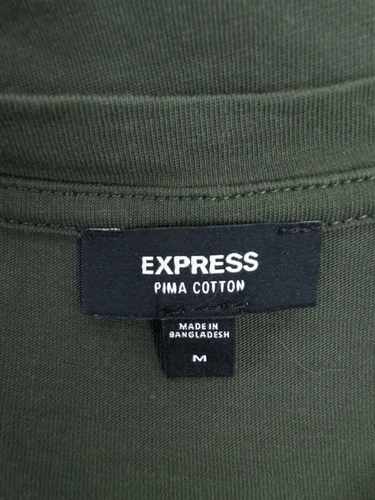 EXPRESS
PIMA COTTON
MADE IN
BANGLADESH
M